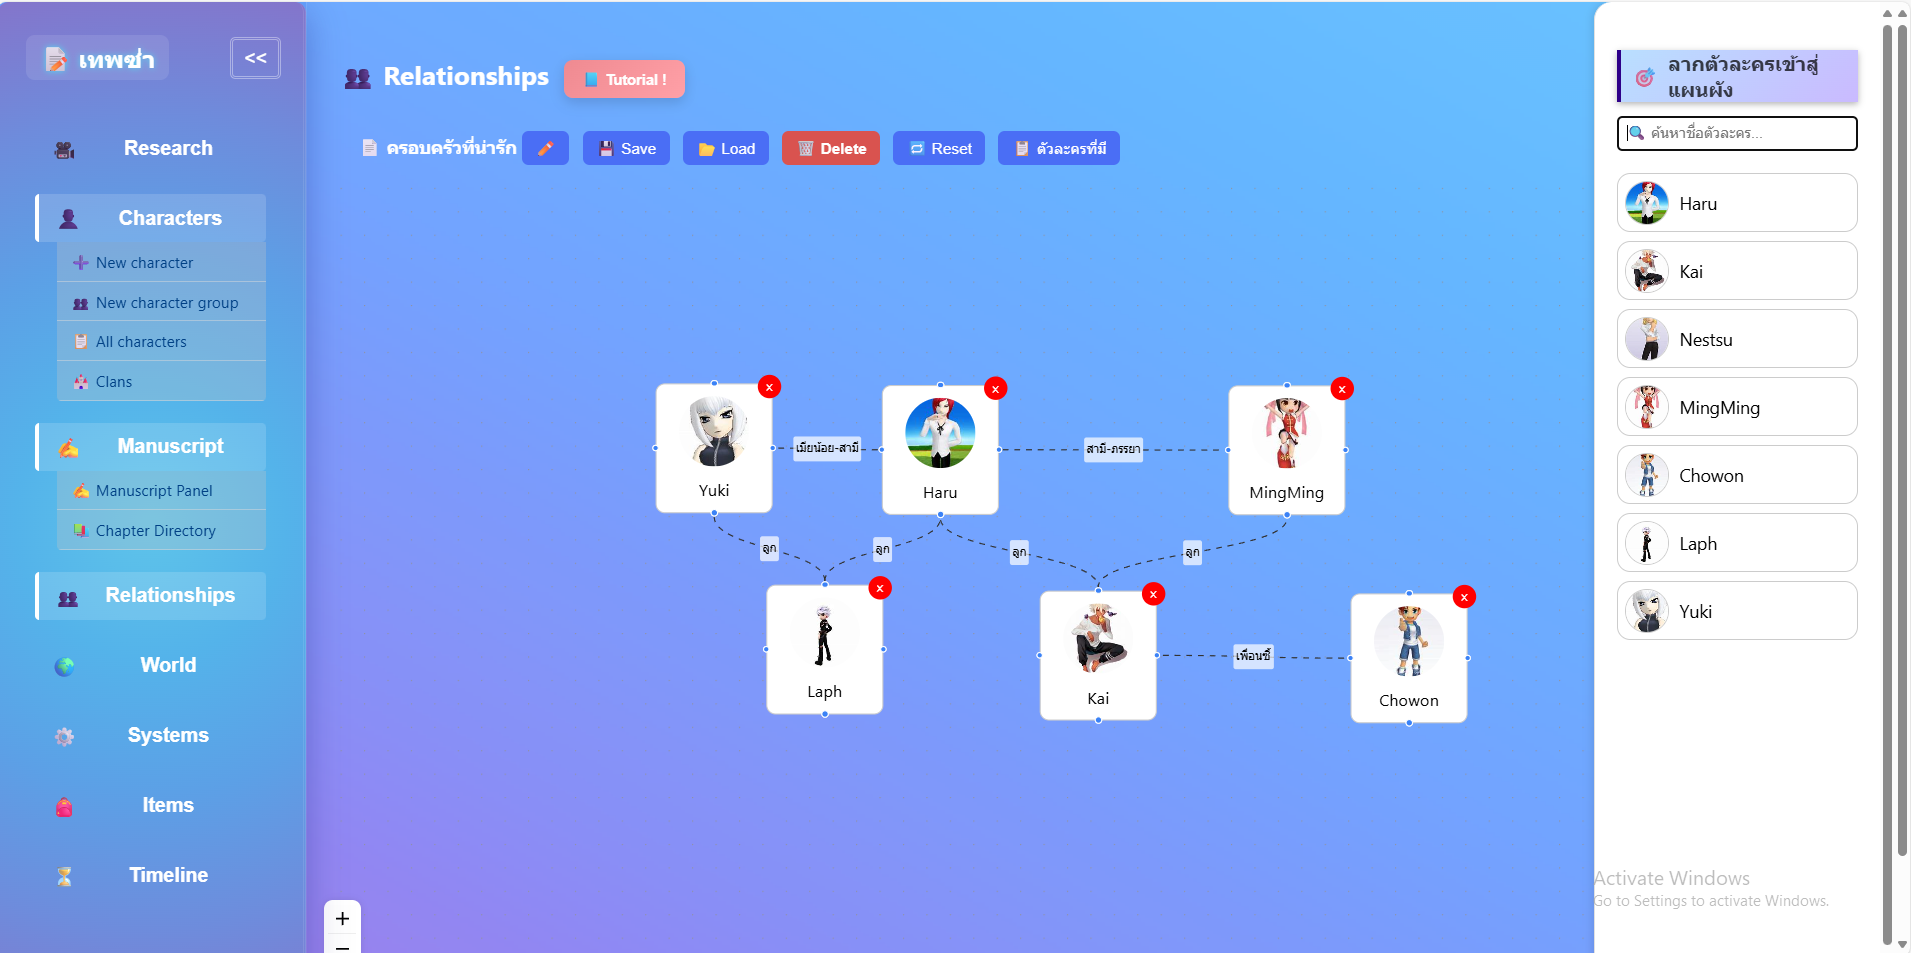 เทพซ่า
<<
Research
Characters
New character
New character group
All characters
Clans
Manuscript
Manuscript Panel
Chapter Directory
Relationships
World
Systems
Items
Timeline
Relationships
Tutorial !
ครอบครัวที่น่ารัก
Save
Load
Delete
Reset
ตัวละครที่มี
x
x
x
Yuki
เมียน้อย-สามี
Haru
สามี-ภรรยา
MingMing
ลูก
ลูก
ลูก
ลูก
x
x
x
Laph
Kai
เพื่อนซี้
Chowon
+
−
ลากตัวละครเข้าสู่
แผนผัง
ค้นหาชื่อตัวละคร...
Haru
Kai
Nestsu
MingMing
Chowon
Laph
Yuki
Activate Windows
Go to Settings to activate Windows.